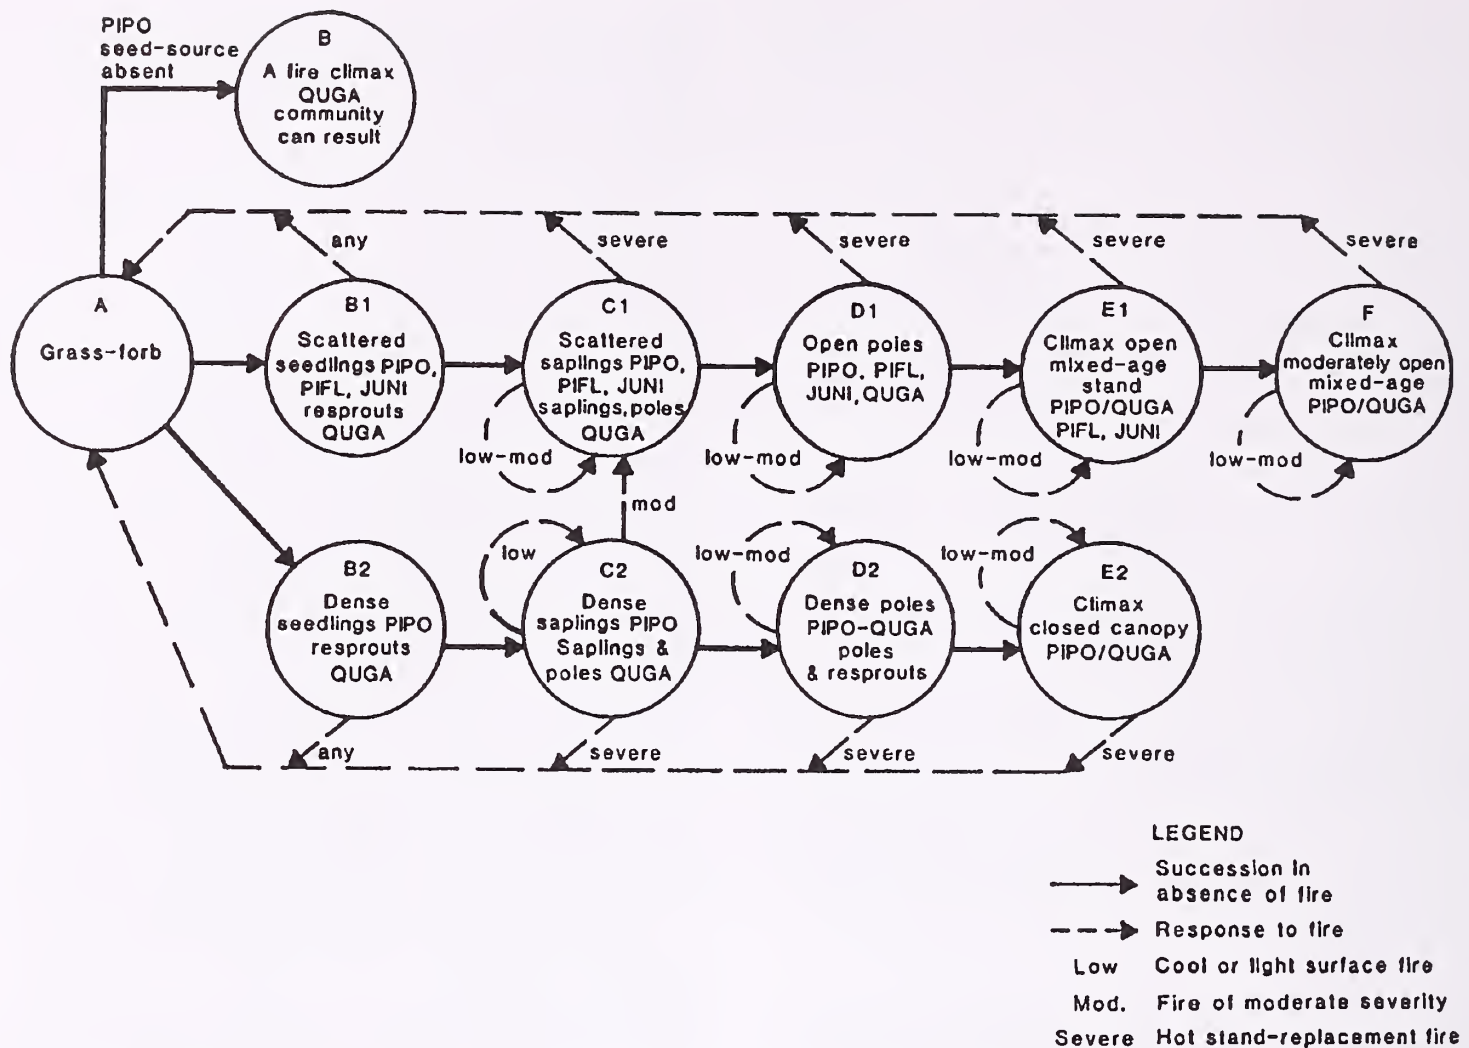 PIPO
seed-source
absent
B
A fire climax
QUGA
community
can result
any
severe
severe
severe
severe
A
Grass-forb
B1
Scattered
seedlings PIPO,
PIFL, JUNI
resprouts
QUGA
C1
Scattered
saplings PIPO,
PIFL, JUNI
saplings, poles
QUGA
D1
Open poles
PIPO, PIFL,
JUNI, QUGA
E1
Climax open
mixed-age
stand
PIPO/QUGA
PIFL, JUNI
F
Climax
moderately open
mixed-age
PIPO/QUGA
low-mod
low-mod
low-mod
low-mod
mod
low
low-mod
low-mod
B2
Dense
seedlings PIPO
resprouts
QUGA
C2
Dense
saplings PIPO
Saplings &
poles QUGA
D2
Dense poles
PIPO-QUGA
poles
& resprouts
E2
Climax
closed canopy
PIPO/QUGA
any
severe
severe
severe
LEGEND
Succession in
absence of fire
Response to fire
Low Cool or light surface fire
Mod. Fire of moderate severity
Severe Hot stand-replacement fire